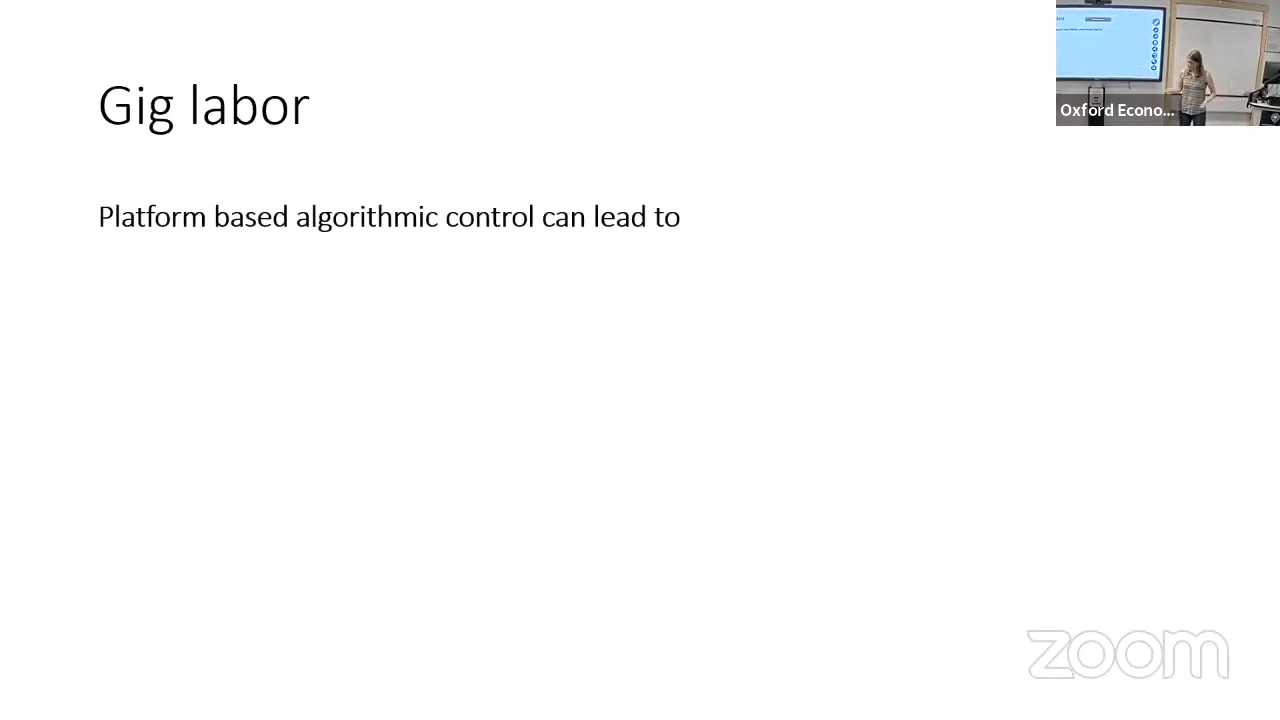 Gig labor
Oxford Econo...
Platform based algorithmic control can lead to
zoom